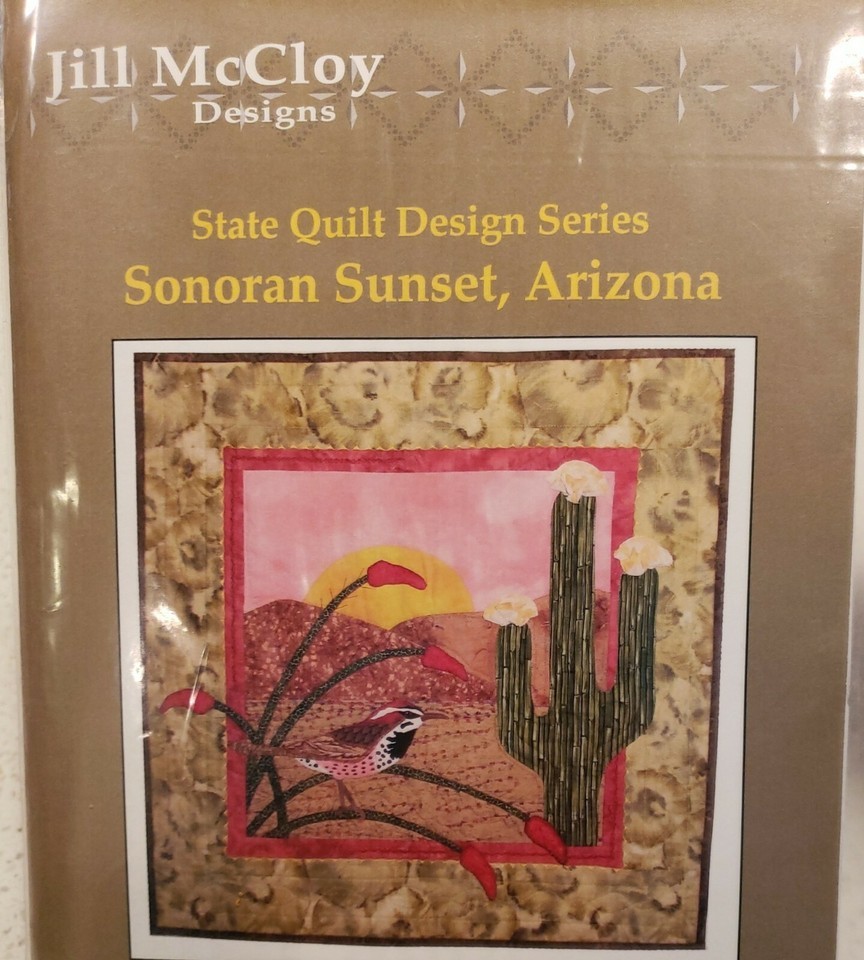 Jill McCloy
Designs
State Quilt Design Series
Sonoran Sunset, Arizona